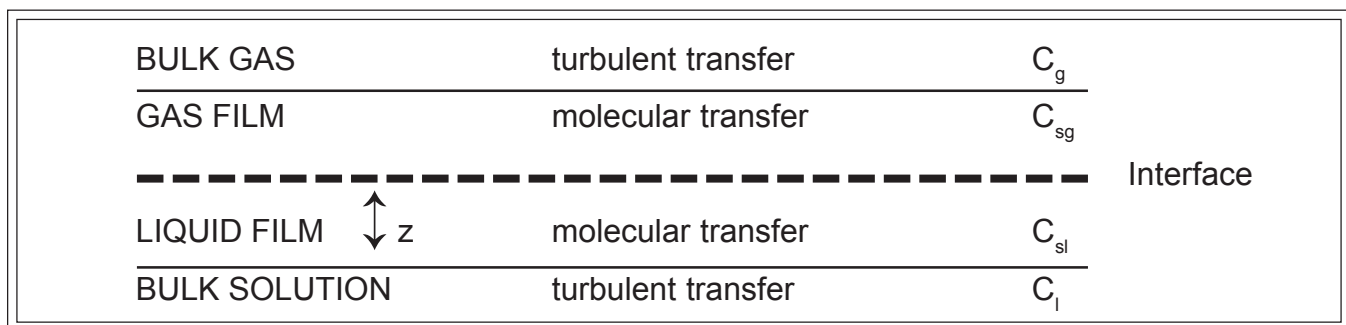 BULK GAS turbulent transfer Cg
GAS FILM molecular transfer Csg
Interface
LIQUID FILM z molecular transfer Csl
BULK SOLUTION turbulent transfer Cl